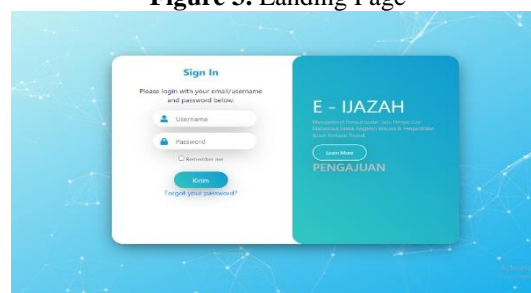 Figure 3. Landing Page
Sign In
Please login with your email/username
and password below.
Username
Password
Remember me
Kirim
Forgot your password?
E - IJAZAH
Learn More
PENGAJUAN